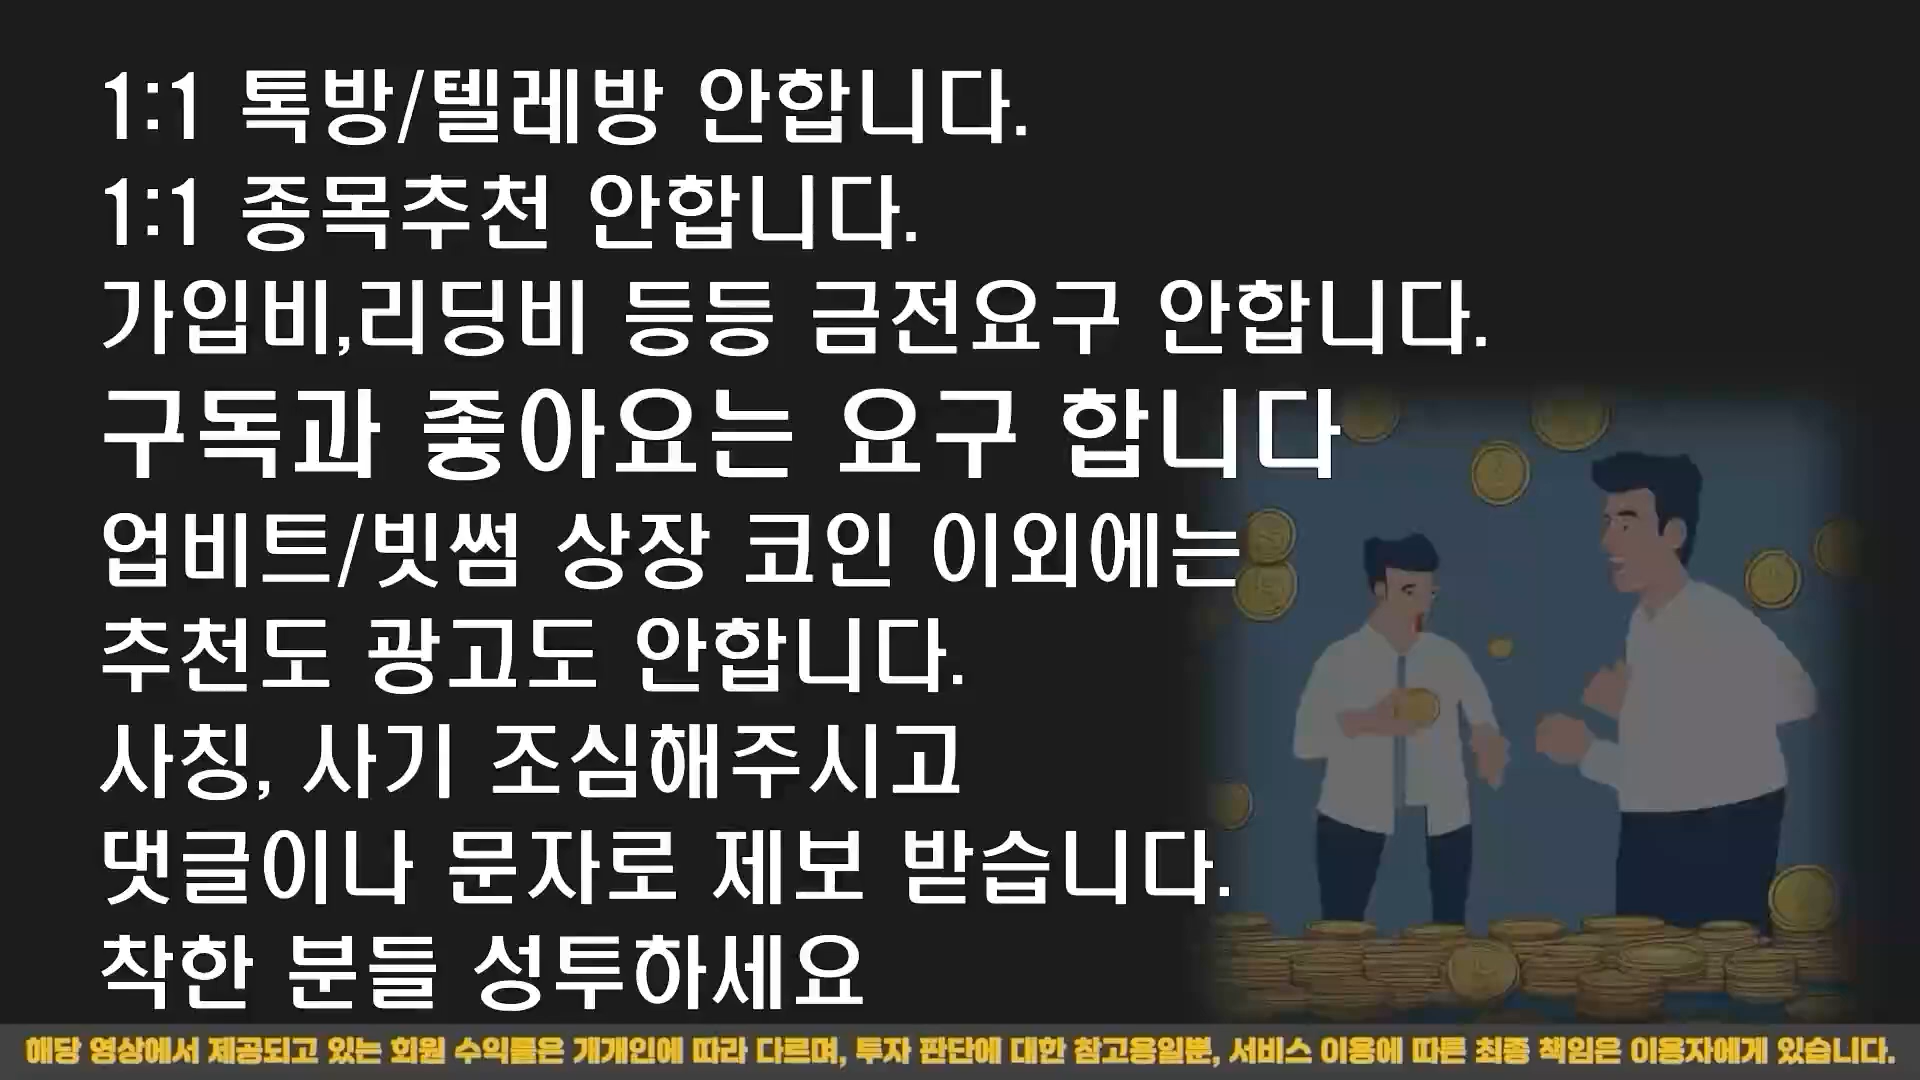 1:1 톡방/텔레방 안합니다.
1:1 종목추천 안합니다.
가입비,리딩비 등등 금전요구 안합니다.
구독과 좋아요는 요구 합니다
업비트/빗썸 상장 코인 이외에는
추천도 광고도 안합니다.
사칭, 사기 조심해주시고
댓글이나 문자로 제보 받습니다.
착한 분들 성투하세요
해당 영상에서 제공되고 있는 회원 수익률은 개개인에 따라 다르며, 투자 판단에 대한 참고용일뿐, 서비스 이용에 따른 최종 책임은 이용자에게 있습니다.